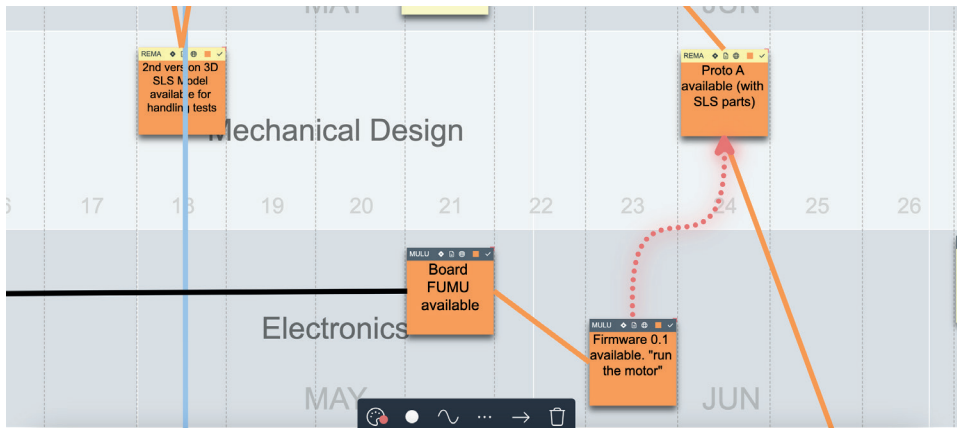 MAY
JUN
REMA
2nd version 3D
SLS Model
available for
handling tests
REMA
Proto A
available (with
SLS parts)
Mechanical Design
17 18 19 20 21 22 23 24 25 26
MULU
Board
FUMU
available
Electronics
MULU
Firmware 0.1
available. "run
the motor"
MAY
JUN